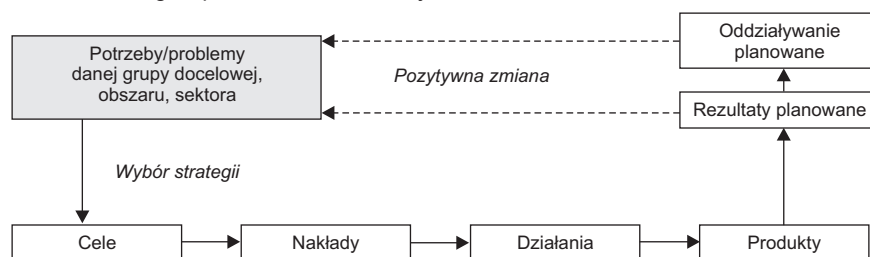 Oddziaływanie
planowane
Potrzeby/problemy
danej grupy docelowej,
obszaru, sektora
Pozytywna zmiana
Rezultaty planowane
Wybór strategii
Cele
Nakłady
Działania
Produkty